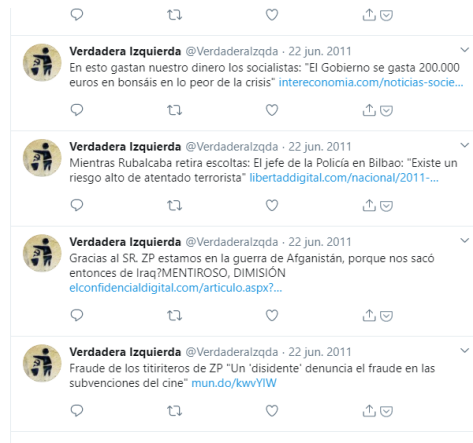 Verdadera Izquierda @VerdaderaIzqda · 22 jun. 2011
En esto gastan nuestro dinero los socialistas: "El Gobierno se gasta 200.000
euros en bonsáis en lo peor de la crisis" intereconomia.com/noticias-socie...
Verdadera Izquierda @VerdaderaIzqda · 22 jun. 2011
Mientras Rubalcaba retira escoltas: El jefe de la Policía en Bilbao: "Existe un
riesgo alto de atentado terrorista" libertaddigital.com/nacional/2011-...
Verdadera Izquierda @VerdaderaIzqda · 22 jun. 2011
Gracias al SR. ZP estamos en la guerra de Afganistán, porque nos sacó
entonces de Iraq?MENTIROSO, DIMISIÓN
elconfidencialdigital.com/articulo.aspx?...
Verdadera Izquierda @VerdaderaIzqda · 22 jun. 2011
Fraude de los titiriteros de ZP "Un 'disidente' denuncia el fraude en las
subvenciones del cine" mun.do/kwvYIW